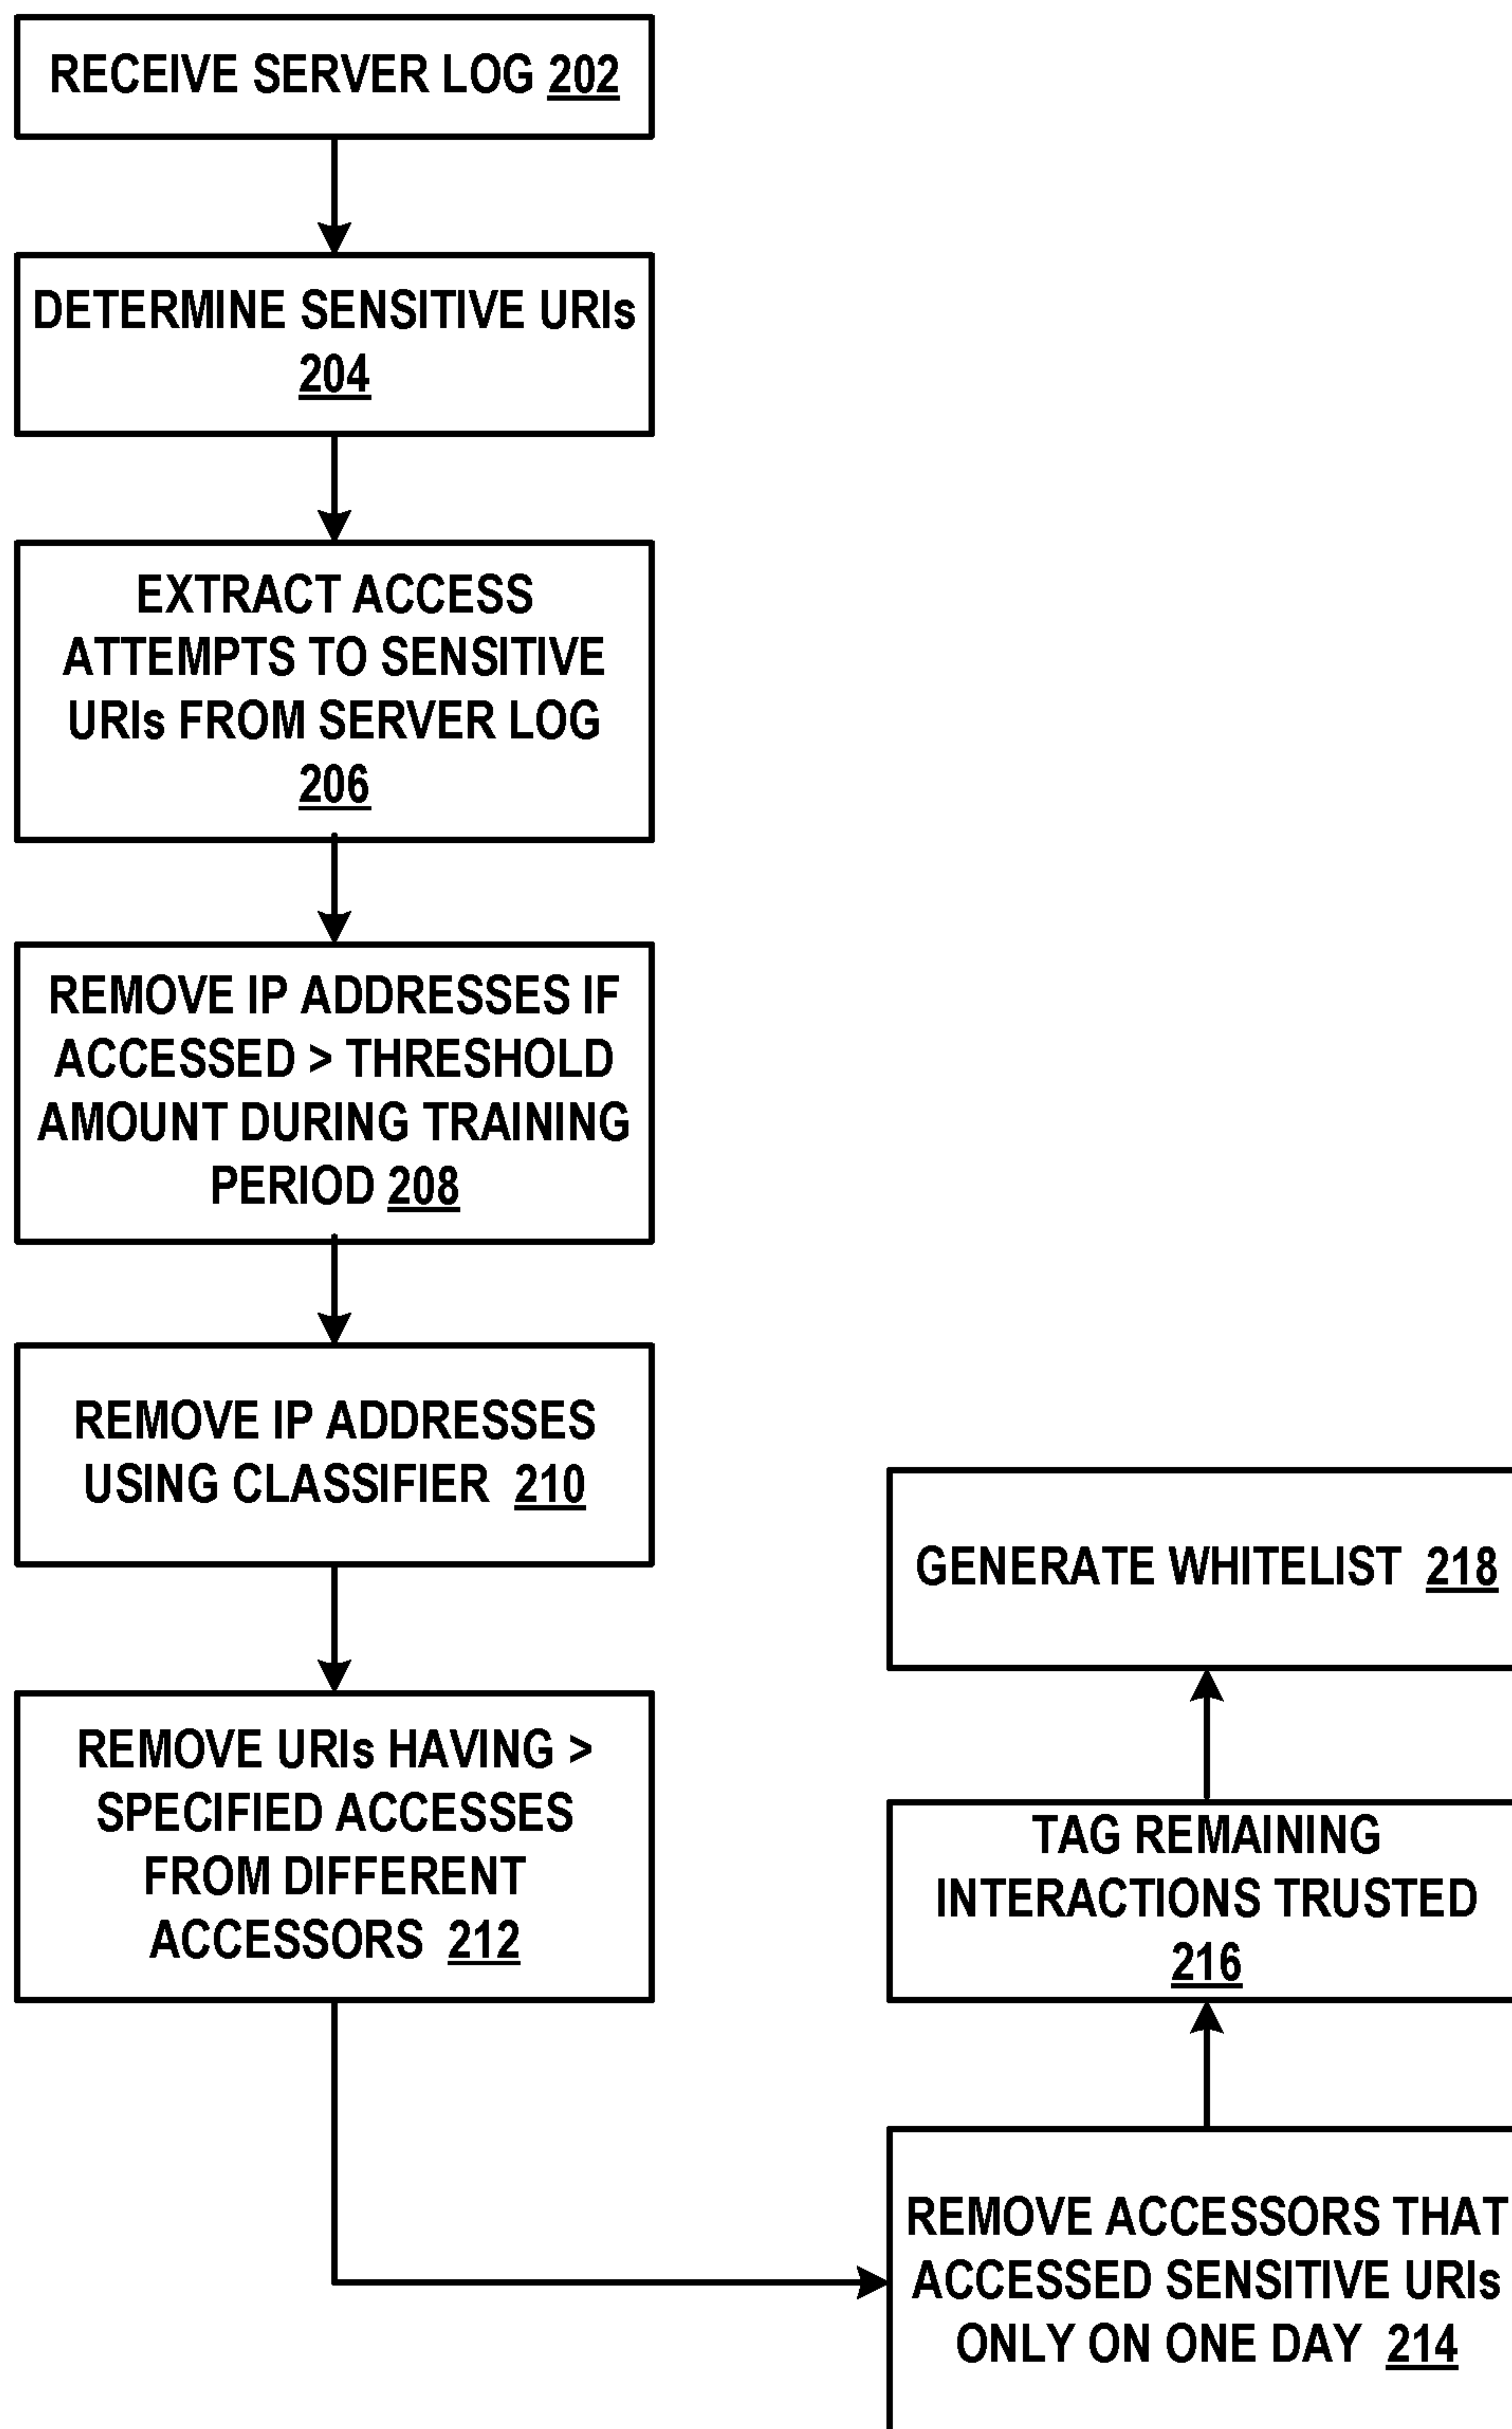 RECEIVE SERVER LOG 202
DETERMINE SENSITIVE URIs
204
EXTRACT ACCESS
ATTEMPTS TO SENSITIVE
URIs FROM SERVER LOG
206
REMOVE IP ADDRESSES IF
ACCESSED > THRESHOLD
AMOUNT DURING TRAINING
PERIOD 208
REMOVE IP ADDRESSES
USING CLASSIFIER 210
REMOVE URIs HAVING >
SPECIFIED ACCESSES
FROM DIFFERENT
ACCESSORS 212
REMOVE ACCESSORS THAT
ACCESSED SENSITIVE URIs
ONLY ON ONE DAY 214
TAG REMAINING
INTERACTIONS TRUSTED
216
GENERATE WHITELIST 218